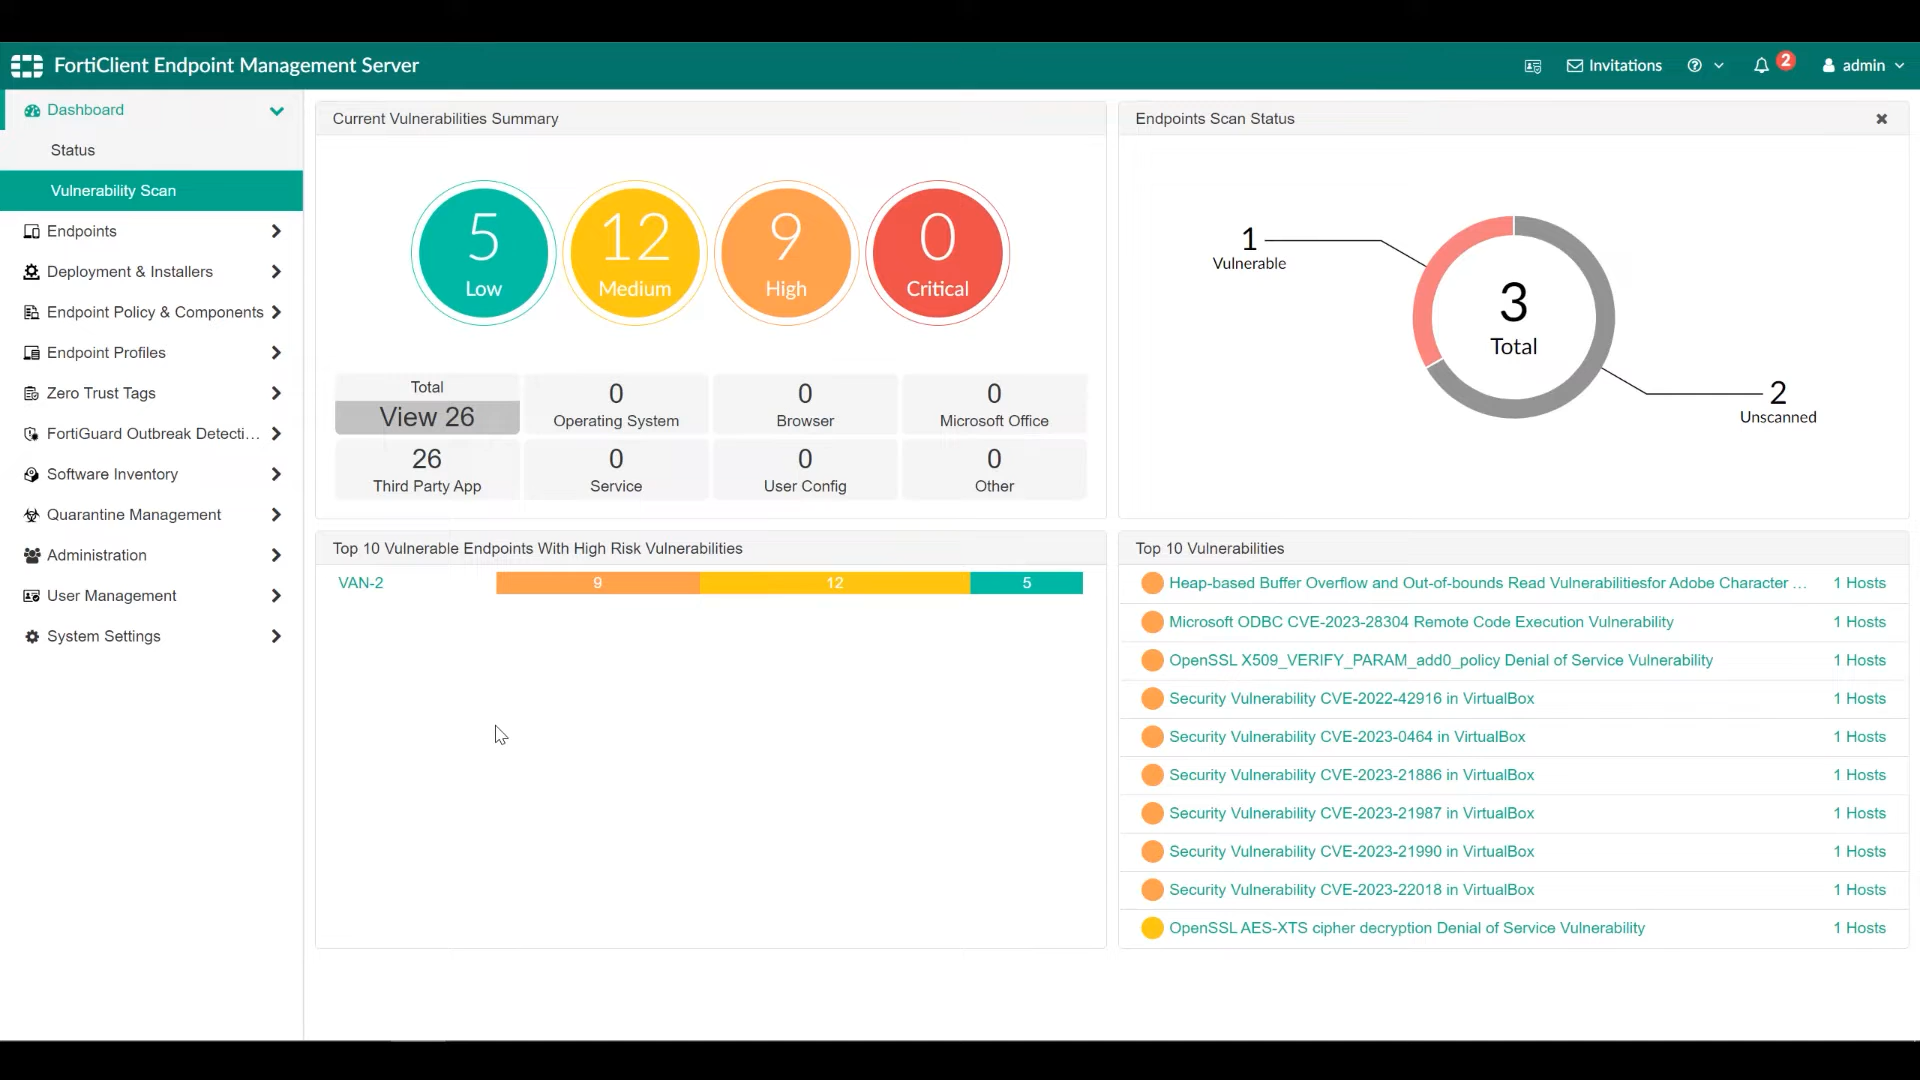 FortiClient Endpoint Management Server
Invitations
2
admin
Dashboard
Status
Vulnerability Scan
Endpoints
Deployment & Installers
Endpoint Policy & Components
Endpoint Profiles
Zero Trust Tags
FortiGuard Outbreak Detecti...
Software Inventory
Quarantine Management
Administration
User Management
System Settings
Current Vulnerabilities Summary
5
Low
12
Medium
9
High
0
Critical
Total
View 26
0
Operating System
0
Browser
0
Microsoft Office
26
Third Party App
0
Service
0
User Config
0
Other
Endpoints Scan Status
1
Vulnerable
3
Total
2
Unscanned
Top 10 Vulnerable Endpoints With High Risk Vulnerabilities
VAN-2 9 12 5
Top 10 Vulnerabilities
Heap-based Buffer Overflow and Out-of-bounds Read Vulnerabilitiesfor Adobe Character ... 1 Hosts
Microsoft ODBC CVE-2023-28304 Remote Code Execution Vulnerability 1 Hosts
OpenSSL X509_VERIFY_PARAM_add0_policy Denial of Service Vulnerability 1 Hosts
Security Vulnerability CVE-2022-42916 in VirtualBox 1 Hosts
Security Vulnerability CVE-2023-0464 in VirtualBox 1 Hosts
Security Vulnerability CVE-2023-21886 in VirtualBox 1 Hosts
Security Vulnerability CVE-2023-21987 in VirtualBox 1 Hosts
Security Vulnerability CVE-2023-21990 in VirtualBox 1 Hosts
Security Vulnerability CVE-2023-22018 in VirtualBox 1 Hosts
OpenSSL AES-XTS cipher decryption Denial of Service Vulnerability 1 Hosts